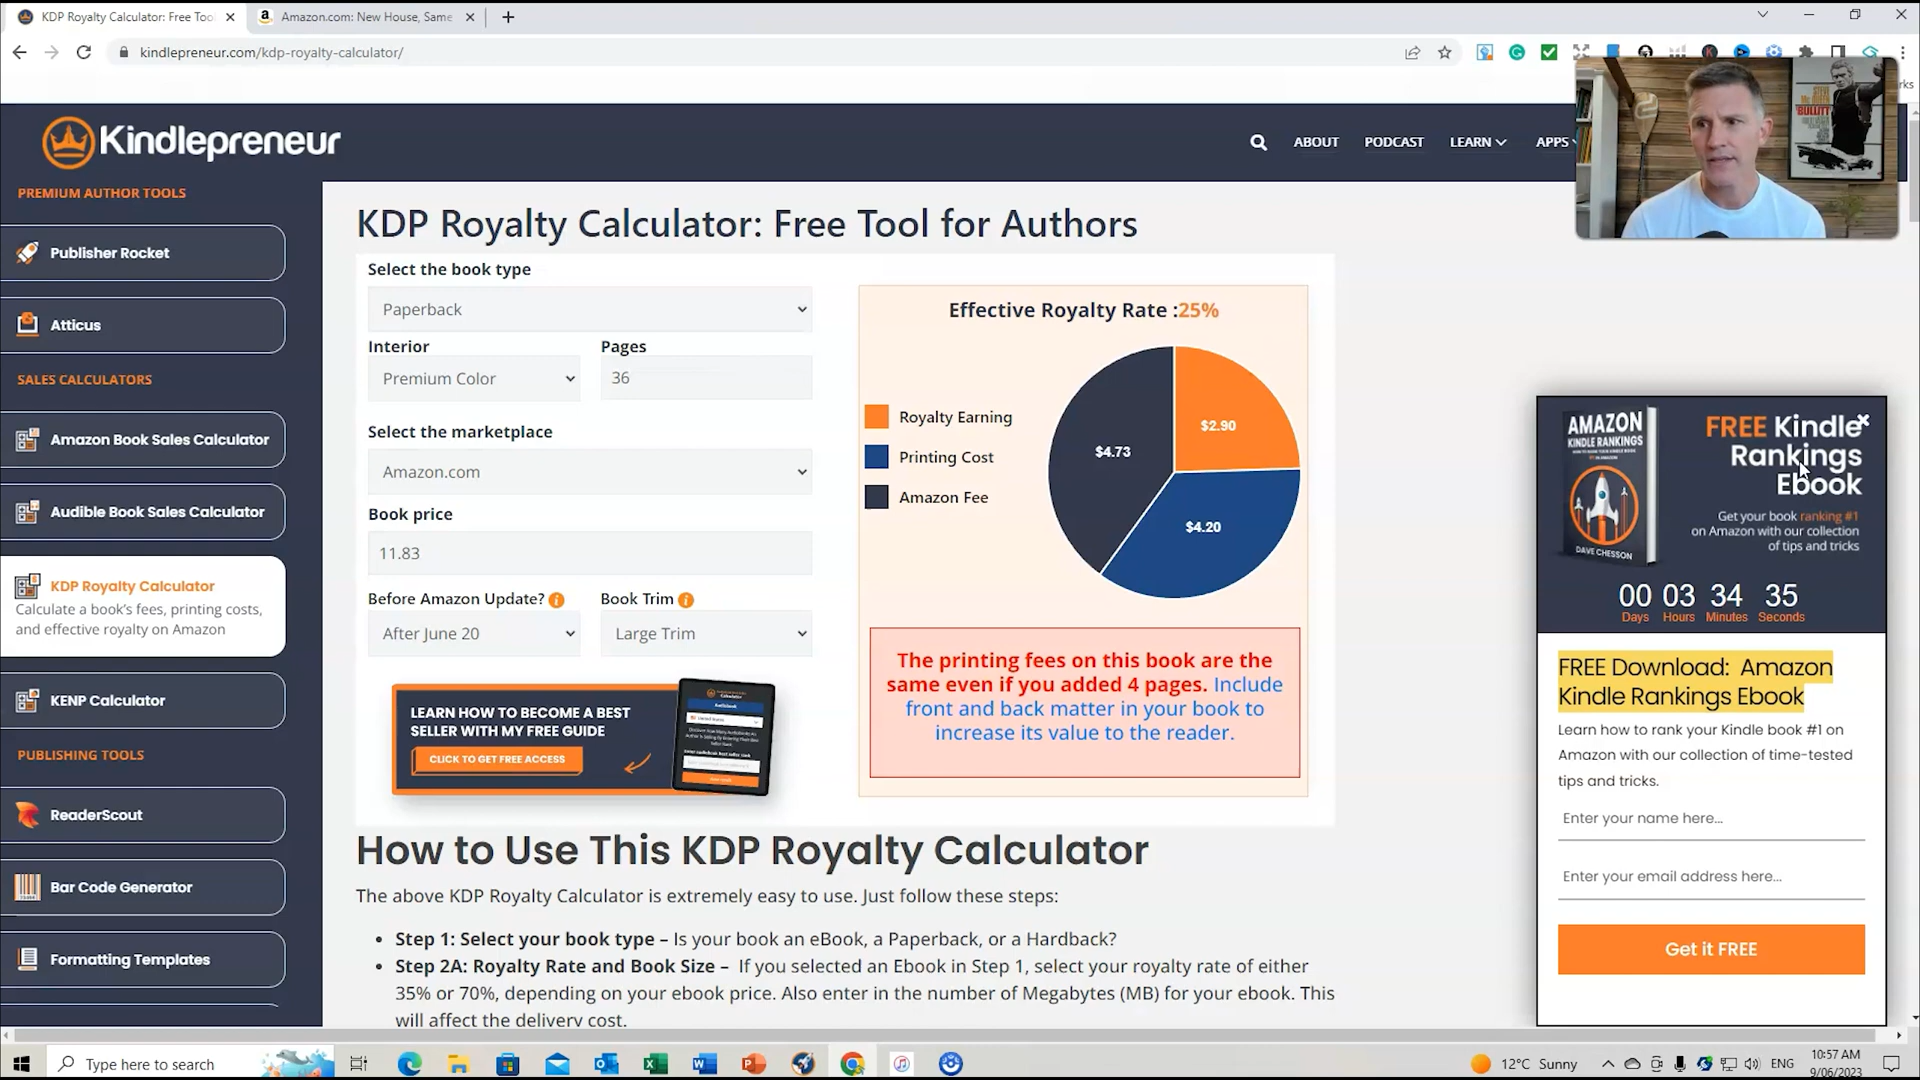 KDP Royalty Calculator: Free Too
Amazon.com: New House, Same
kindlepreneur.com/kdp-royalty-calculator/
Kindlepreneur
ABOUT
PODCAST
LEARN
APPS
rks
BULLITT
PREMIUM AUTHOR TOOLS
Publisher Rocket
Atticus
SALES CALCULATORS
Amazon Book Sales Calculator
Audible Book Sales Calculator
KDP Royalty Calculator
Calculate a book's fees, printing costs,
and effective royalty on Amazon
KENP Calculator
PUBLISHING TOOLS
ReaderScout
Bar Code Generator
Formatting Templates
KDP Royalty Calculator: Free Tool for Authors
Select the book type
Paperback
Interior
Pages
Premium Color
36
Select the marketplace
Amazon.com
Book price
11.83
Before Amazon Update?
Book Trim
After June 20
Large Trim
LEARN HOW TO BECOME A BEST
SELLER WITH MY FREE GUIDE
CLICK TO GET FREE ACCESS
Effective Royalty Rate :25%
Royalty Earning
Printing Cost
Amazon Fee
$2.90
$4.73
$4.20
The printing fees on this book are the
same even if you added 4 pages. Include
front and back matter in your book to
increase its value to the reader.
How to Use This KDP Royalty Calculator
The above KDP Royalty Calculator is extremely easy to use. Just follow these steps:
• Step 1: Select your book type – Is your book an eBook, a Paperback, or a Hardback?
• Step 2A: Royalty Rate and Book Size – If you selected an Ebook in Step 1, select your royalty rate of either
35% or 70%, depending on your ebook price. Also enter in the number of Megabytes (MB) for your ebook. This
will affect the delivery cost.
AMAZON
KINDLE RANKINGS
DAVE CHESSON
FREE Kindle
Rankings
Ebook
Get your book ranking #1
on Amazon with our collection
of tips and tricks
00 03 34 35
Days Hours Minutes Seconds
FREE Download: Amazon
Kindle Rankings Ebook
Learn how to rank your Kindle book #1 on
Amazon with our collection of time-tested
tips and tricks.
Enter your name here...
Enter your email address here...
Get it FREE
Type here to search
12°C Sunny
ENG
10:57 AM
9/06/2023